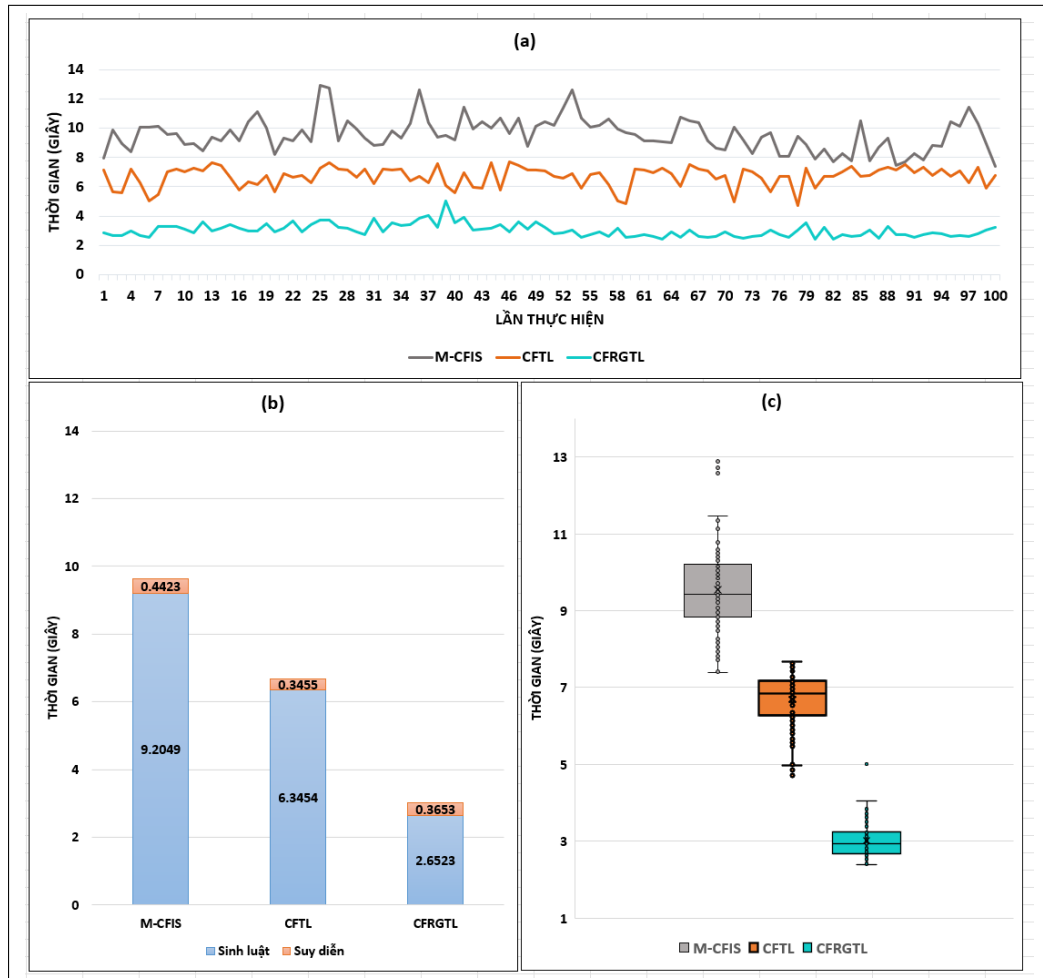 (a)
THỜI GIAN (GIÂY)
14
12
10
8
6
4
2
0
1 4 7 10 13 16 19 22 25 28 31 34 37 40 43 46 49 52 55 58 61 64 67 70 73 76 79 82 85 88 91 94 97 100
LẦN THỰC HIỆN
M-CFIS CFTL CFRGTL
(b)
THỜI GIAN (GIÂY)
14
12
10
8
6
4
2
0
0.4423
9.2049
0.3455
6.3454
0.3653
2.6523
M-CFIS CFTL CFRGTL
Sinh luật Suy diễn
(c)
THỜI GIAN (GIÂY)
13
11
9
7
5
3
1
M-CFIS CFTL CFRGTL